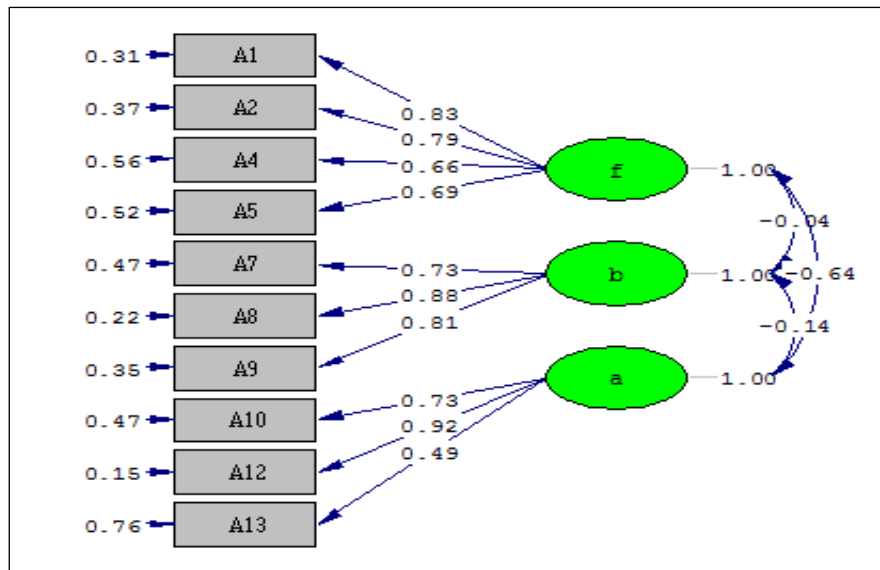 0.31 A1
0.37 A2 0.83
0.79
0.56 A4 0.66 f 1.00
0.52 A5 0.69 -0.04
0.47 A7 0.73 b 1.00 -0.64
0.22 A8 0.88
0.81 -0.14
0.35 A9 a 1.00
0.47 A10 0.73
0.92
0.15 A12 0.49
0.76 A13